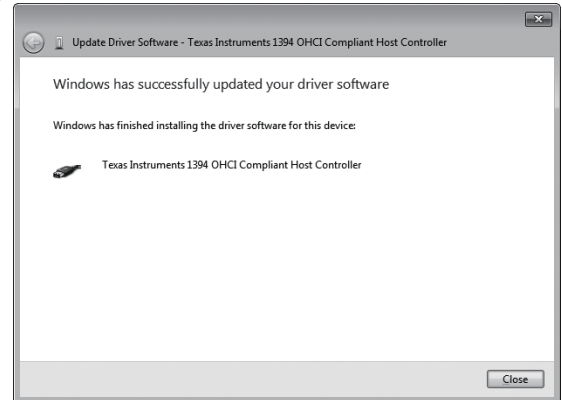 Update Driver Software - Texas Instruments 1394 OHCI Compliant Host Controller
Windows has successfully updated your driver software
Windows has finished installing the driver software for this device:
Texas Instruments 1394 OHCI Compliant Host Controller
Close